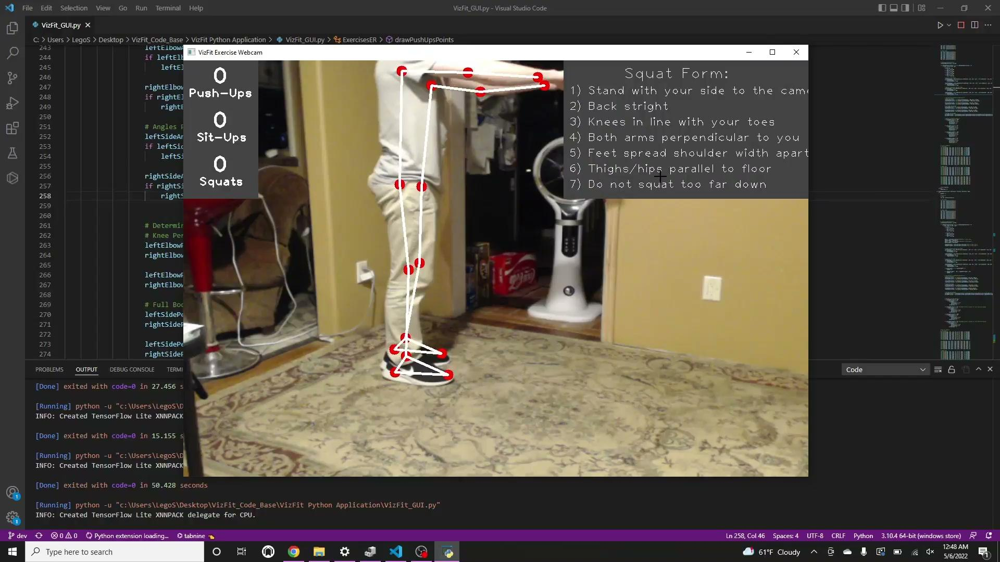 File Edit Selection View Go Run Terminal Help
VizFit_GUI.py - Visual Studio Code
VizFit_GUI.py
C: > Users > LegoS > Desktop > VizFit_Code_Base > VizFit Python Application > VizFit_GUI.py > ExercisesER > drawPushUpsPoints
VizFit Exercise Webcam
0
Push-Ups
0
Sit-Ups
0
Squats
Squat Form:
1) Stand with your side to the came
2) Back stright
3) Knees in line with your toes
4) Both arms perpendicular to you
5) Feet spread shoulder width apart
6) Thighs/hips parallel to floor
7) Do not squat too far down
243 leftElbowA
244 if leftEl
245 leftEl
246
247 rightElbow
248 if rightE
249 rightE
250
251 # Angles P
252 leftSideAn
253 if leftSid
254 leftSi
255
256 rightSideA
257 if rightSi
258 rightS
259
260
261 # Determin
262 # Knee Per
263 leftElbowP
264 rightElbow
265
266 leftElbowP
267 rightElbow
268
269 # Full Bod
270 leftSidePe
271 rightSideP
272
273 leftSidePe
274 rightSideP
PROBLEMS OUTPUT DEBUG CONSOLE TERMI
Code
[Done] exited with code=0 in 27.456 s
[Running] python -u "c:\Users\LegoS\D
INFO: Created TensorFlow Lite XNNPACK
[Done] exited with code=0 in 15.155 s
[Running] python -u "c:\Users\LegoS\D
INFO: Created TensorFlow Lite XNNPACK
[Done] exited with code=0 in 50.428 seconds
[Running] python -u "c:\Users\LegoS\Desktop\VizFit_Code_Base\VizFit Python Application\VizFit_GUI.py"
INFO: Created TensorFlow Lite XNNPACK delegate for CPU.
dev 0 0 Python extension loading... tabnine
Ln 258, Col 46 Spaces: 4 UTF-8 CRLF Python 3.10.4 64-bit (windows store)
Type here to search
61°F Cloudy
12:48 AM
5/6/2022